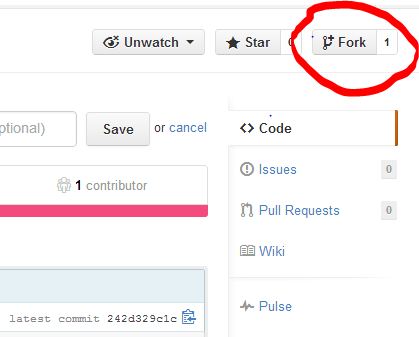 Unwatch Star Fork 1
ptional) Save or cancel
Code
1 contributor
Issues 0
Pull Requests 0
Wiki
latest commit 242d329c1c
Pulse